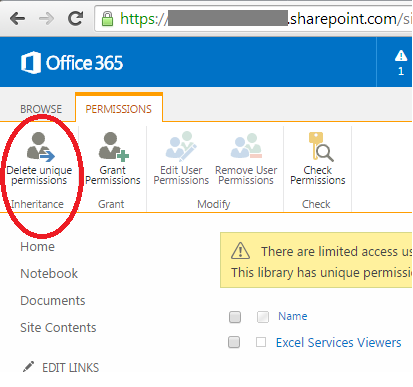 https:// .sharepoint.com/si
Office 365
1
BROWSE PERMISSIONS
Delete unique permissions
Grant Permissions
Edit User Permissions
Remove User Permissions
Check Permissions
Inheritance Grant Modify Check
Home
Notebook
Documents
Site Contents
EDIT LINKS
There are limited access us
This library has unique permissi
Name
Excel Services Viewers